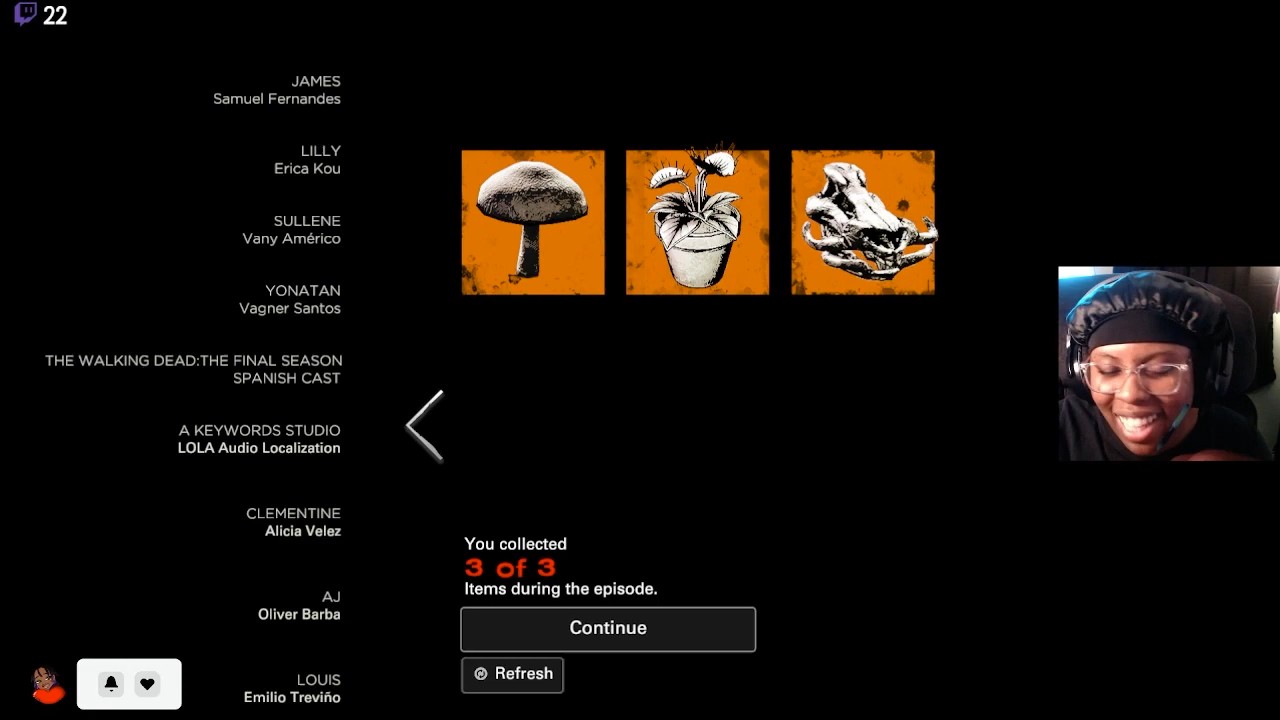 22
JAMES
Samuel Fernandes
LILLY
Erica Kou
SULLENE
Vany Américo
YONATAN
Vagner Santos
THE WALKING DEAD:THE FINAL SEASON
SPANISH CAST
A KEYWORDS STUDIO
LOLA Audio Localization
CLEMENTINE
Alicia Velez
AJ
Oliver Barba
LOUIS
Emilio Treviño
You collected
3 of 3
Items during the episode.
Continue
Refresh